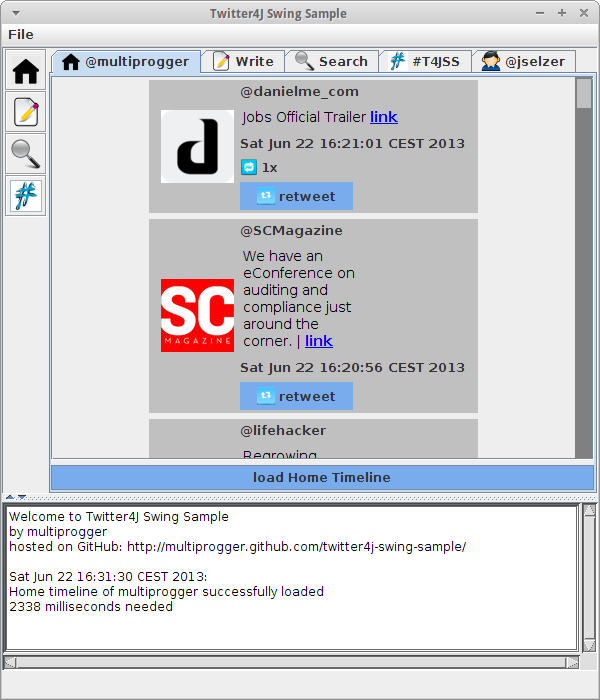 Twitter4J Swing Sample
File
@multiprogger Write Search #T4JSS @jselzer
@danielme_com
Jobs Official Trailer link
Sat Jun 22 16:21:01 CEST 2013
1x
retweet
@SCMagazine
We have an
eConference on
auditing and
compliance just
around the
corner. | link
SC
MAGAZINE
Sat Jun 22 16:20:56 CEST 2013
retweet
@lifehacker
Regrowing
load Home Timeline
Welcome to Twitter4J Swing Sample
by multiprogger
hosted on GitHub: http://multiprogger.github.com/twitter4j-swing-sample/
Sat Jun 22 16:31:30 CEST 2013:
Home timeline of multiprogger successfully loaded
2338 milliseconds needed